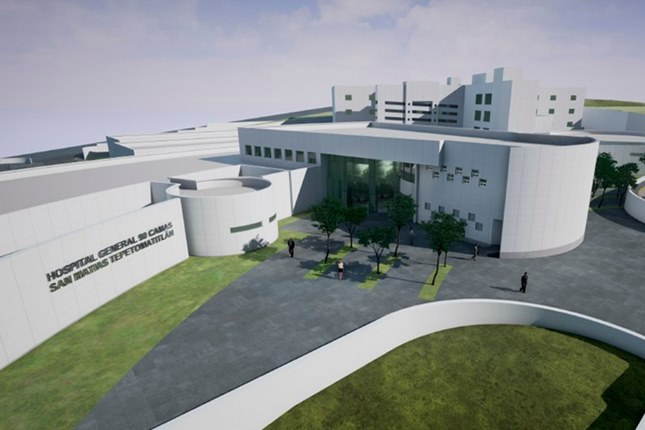 HOSPITAL GENERAL 90 CAMAS
SAN MATIAS TEPETOMATITLÁN